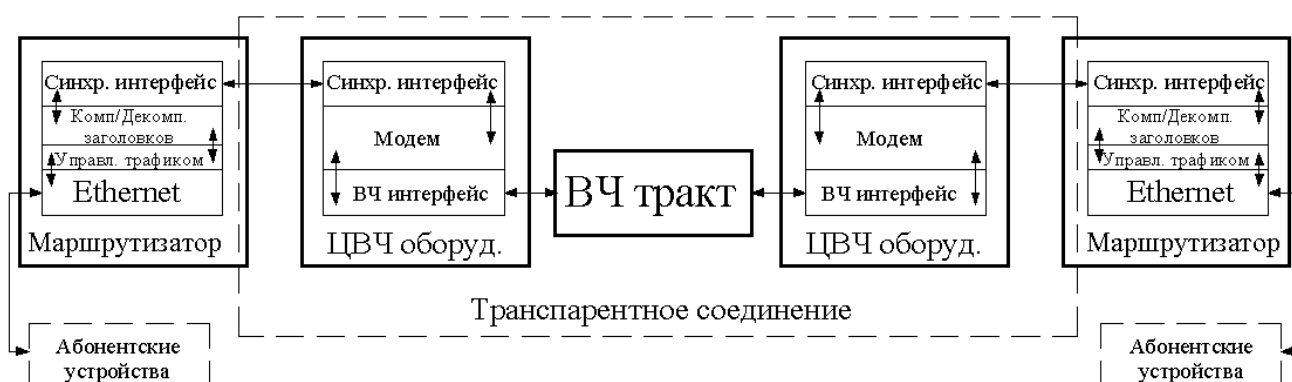 Синхр. интерфейс
Комп/Декомп.
заголовков
Управл. трафиком
Ethernet
Маршрутизатор
Синхр. интерфейс
Модем
ВЧ интерфейс
ЦВЧ оборуд.
ВЧ тракт
Синхр. интерфейс
Модем
ВЧ интерфейс
ЦВЧ оборуд.
Синхр. интерфейс
Комп/Декомп.
заголовков
Управл. трафиком
Ethernet
Маршрутизатор
Транспарентное соединение
Абонентские
устройства
Абонентские
устройства